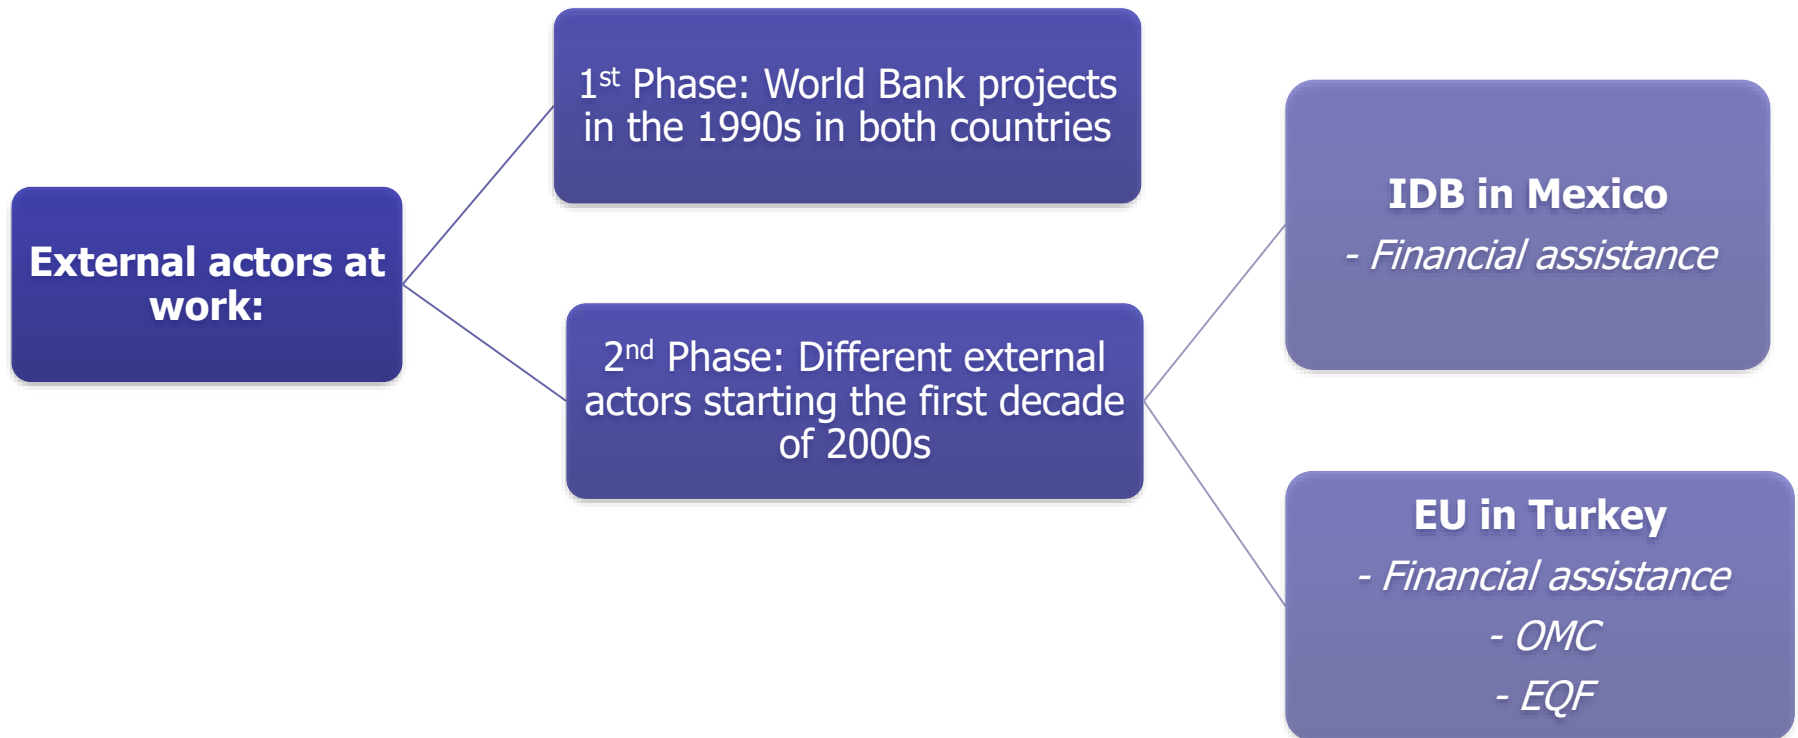 External actors at
work:
1st Phase: World Bank projects
in the 1990s in both countries
2nd Phase: Different external
actors starting the first decade
of 2000s
IDB in Mexico
- Financial assistance
EU in Turkey
- Financial assistance
- OMC
- EQF